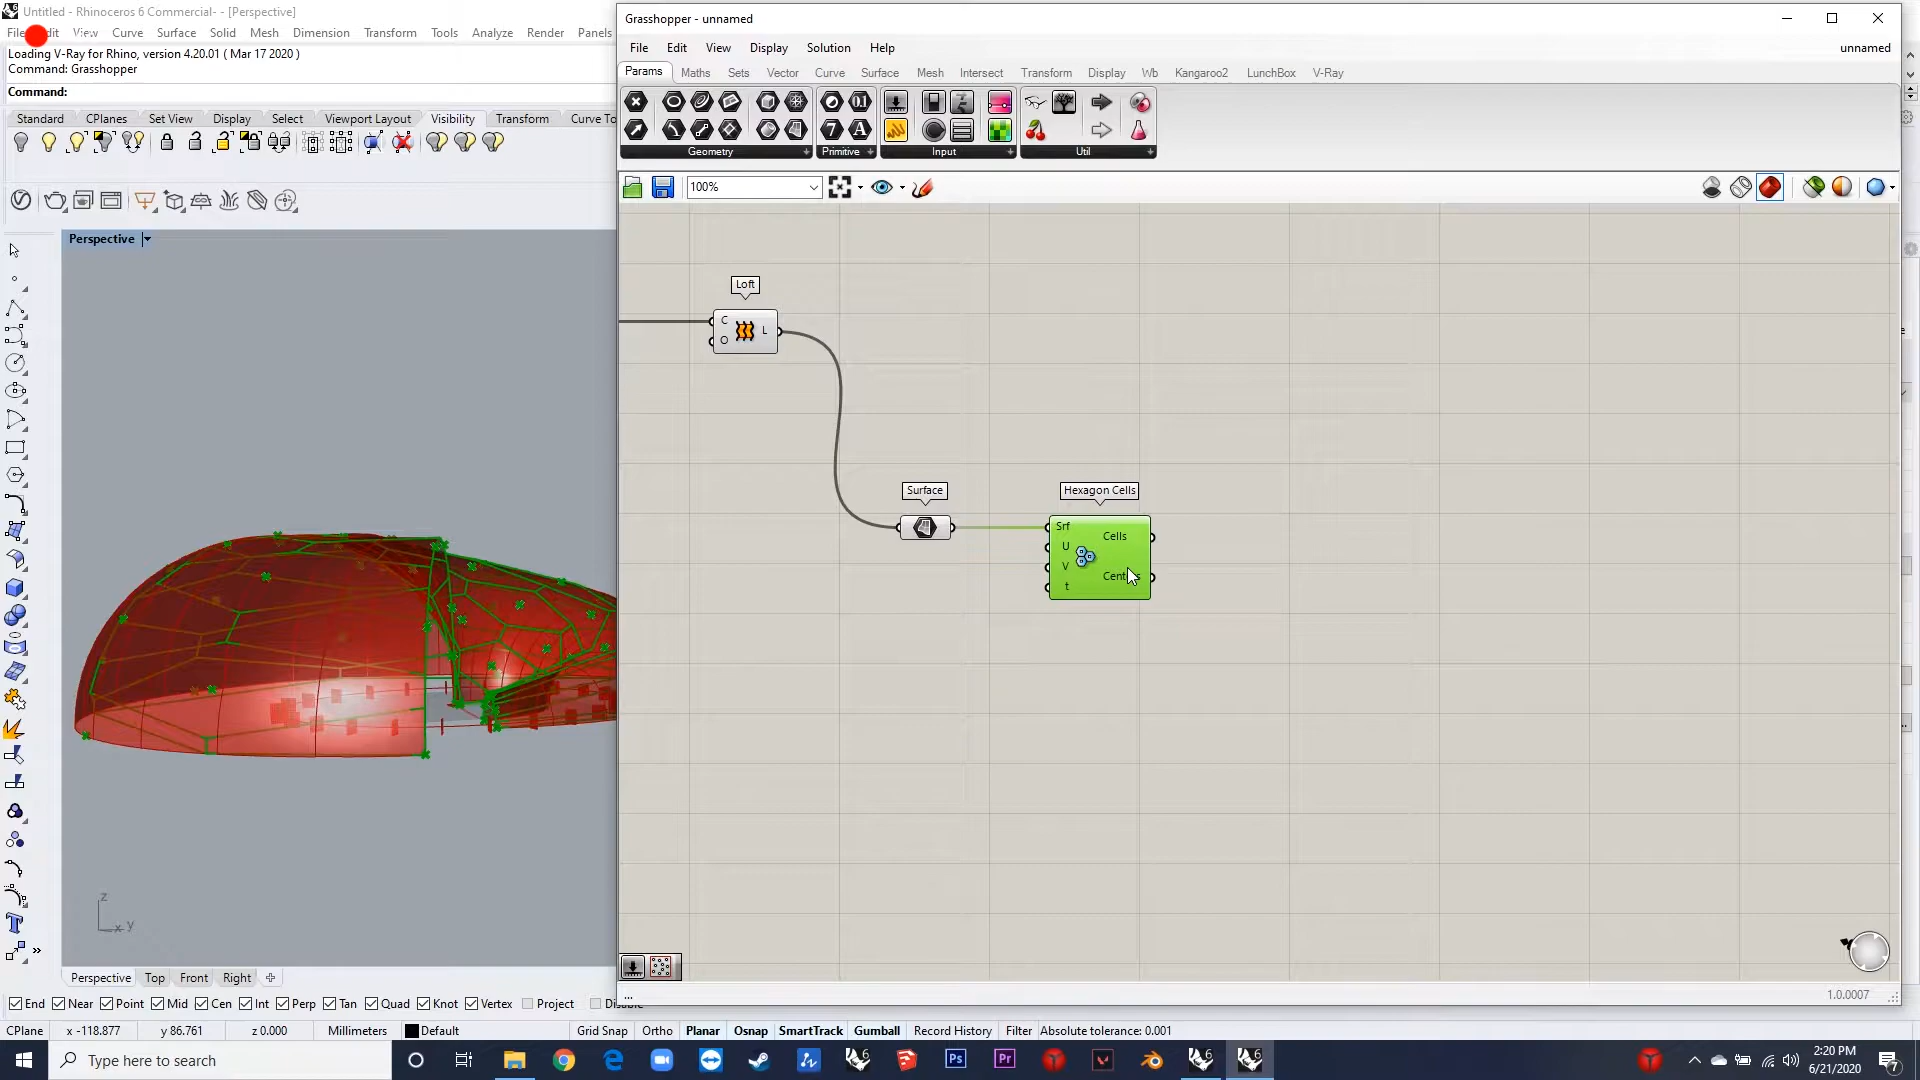 Untitled - Rhinoceros 6 Commercial- - [Perspective]
View Curve Surface Solid Mesh Dimension Transform Tools Analyze Render Panels
Loading V-Ray for Rhino, version 4.20.01 ( Mar 17 2020 )
Command: Grasshopper
Command:
Standard CPlanes Set View Display Select Viewport Layout Visibility Transform Curve To
Perspective
z
x y
Perspective Top Front Right
End Near Point Mid Cen Int Perp Tan Quad Knot Vertex Project
CPlane x -118.877 y 86.761 z 0.000 Millimeters Default Grid Snap Ortho Planar Osnap SmartTrack Gumball Record History Filter Absolute tolerance: 0.001
Grasshopper - unnamed
File Edit View Display Solution Help unnamed
Params Maths Sets Vector Curve Surface Mesh Intersect Transform Display Wb Kangaroo2 LunchBox V-Ray
Geometry Primitive Input Util
100%
Loft
C
O
L
Surface
Hexagon Cells
Srf
U
V
t
Cells
...
1.0.0007
Type here to search
Ps
Pr
6
6
6
2:20 PM
6/21/2020
7